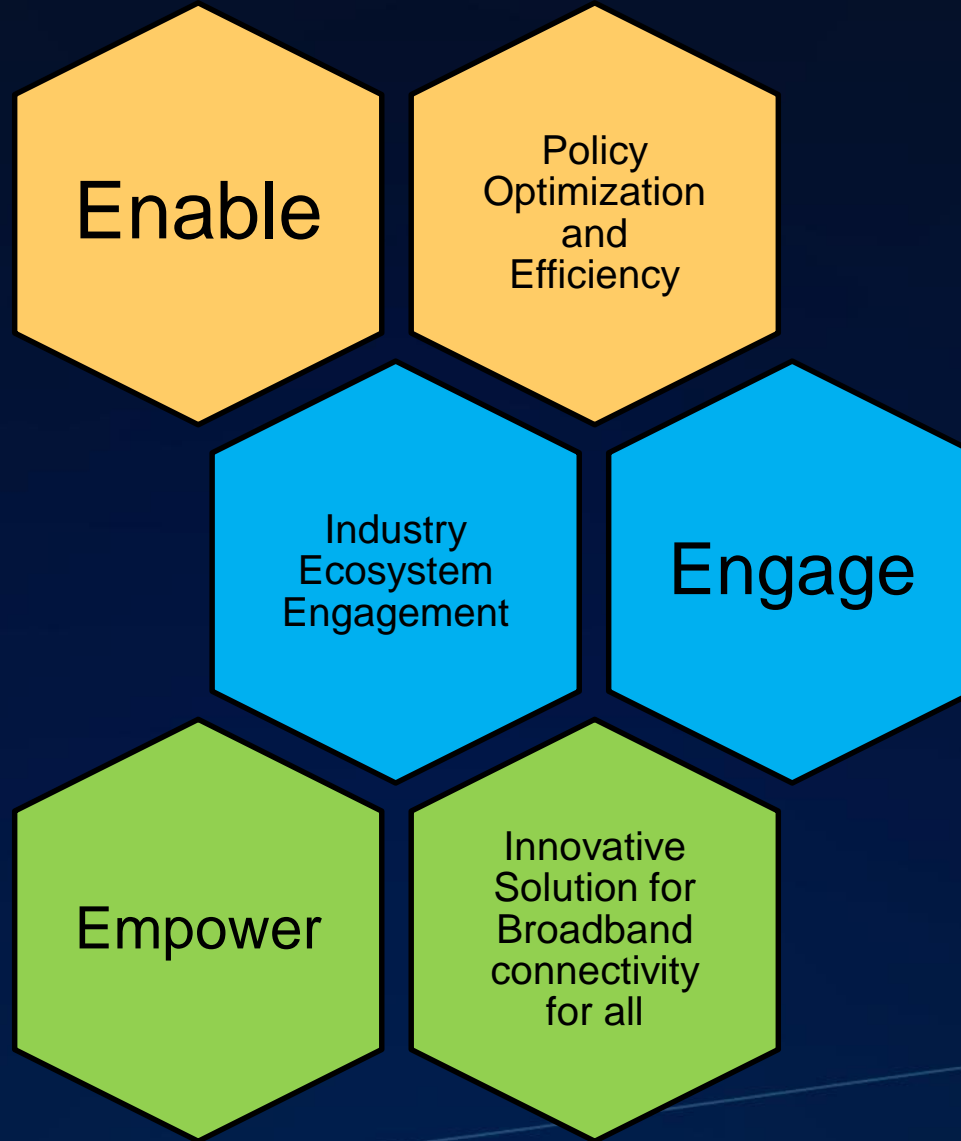 Enable
Policy
Optimization
and
Efficiency
Industry
Ecosystem
Engagement
Engage
Empower
Innovative
Solution for
Broadband
connectivity
for all